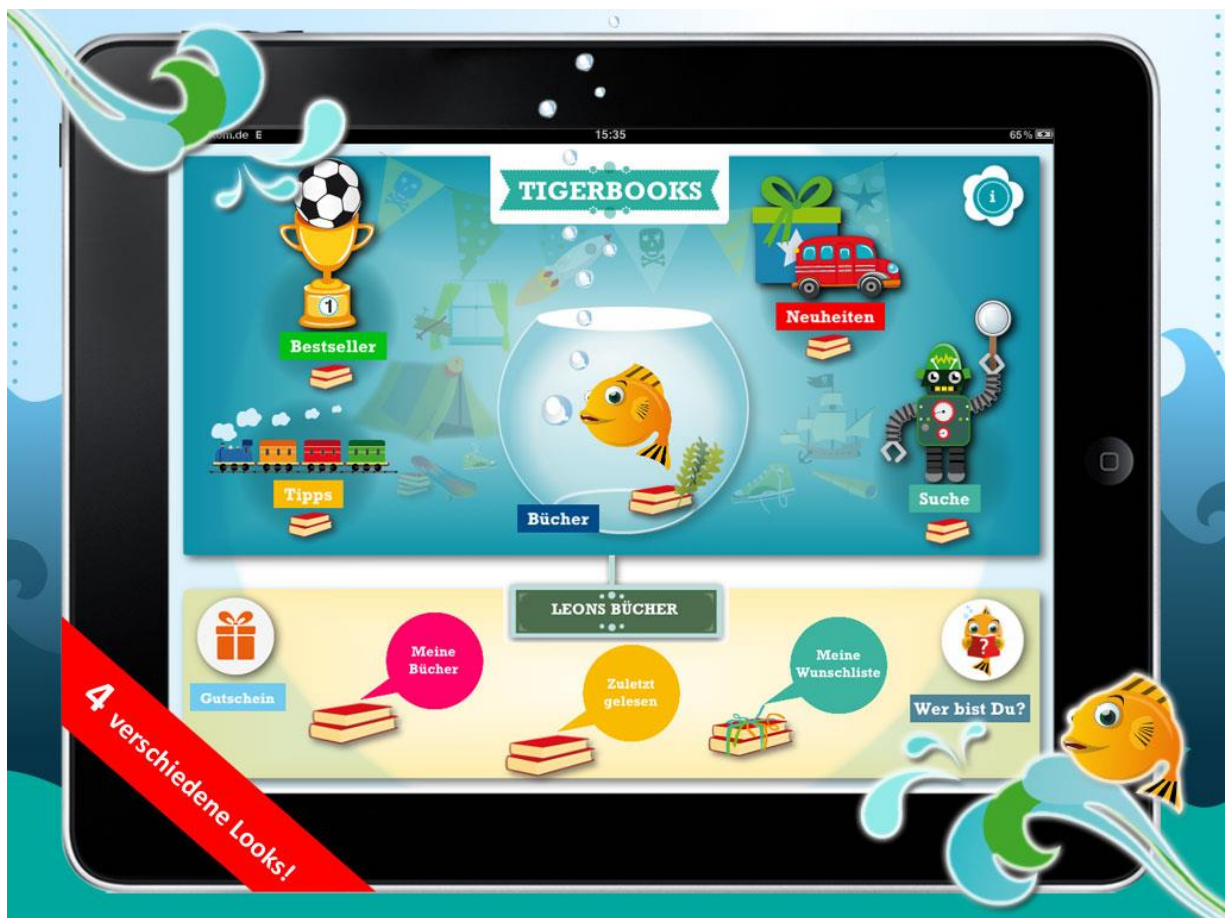 15:35
65 %
TIGERBOOKS
i
1
Bestseller
Neuheiten
Tipps
Bücher
Suche
LEONS BÜCHER
Gutschein
Meine
Bücher
Zuletzt
gelesen
Meine
Wunschliste
?
Wer bist Du?
4 verschiedene Looks!